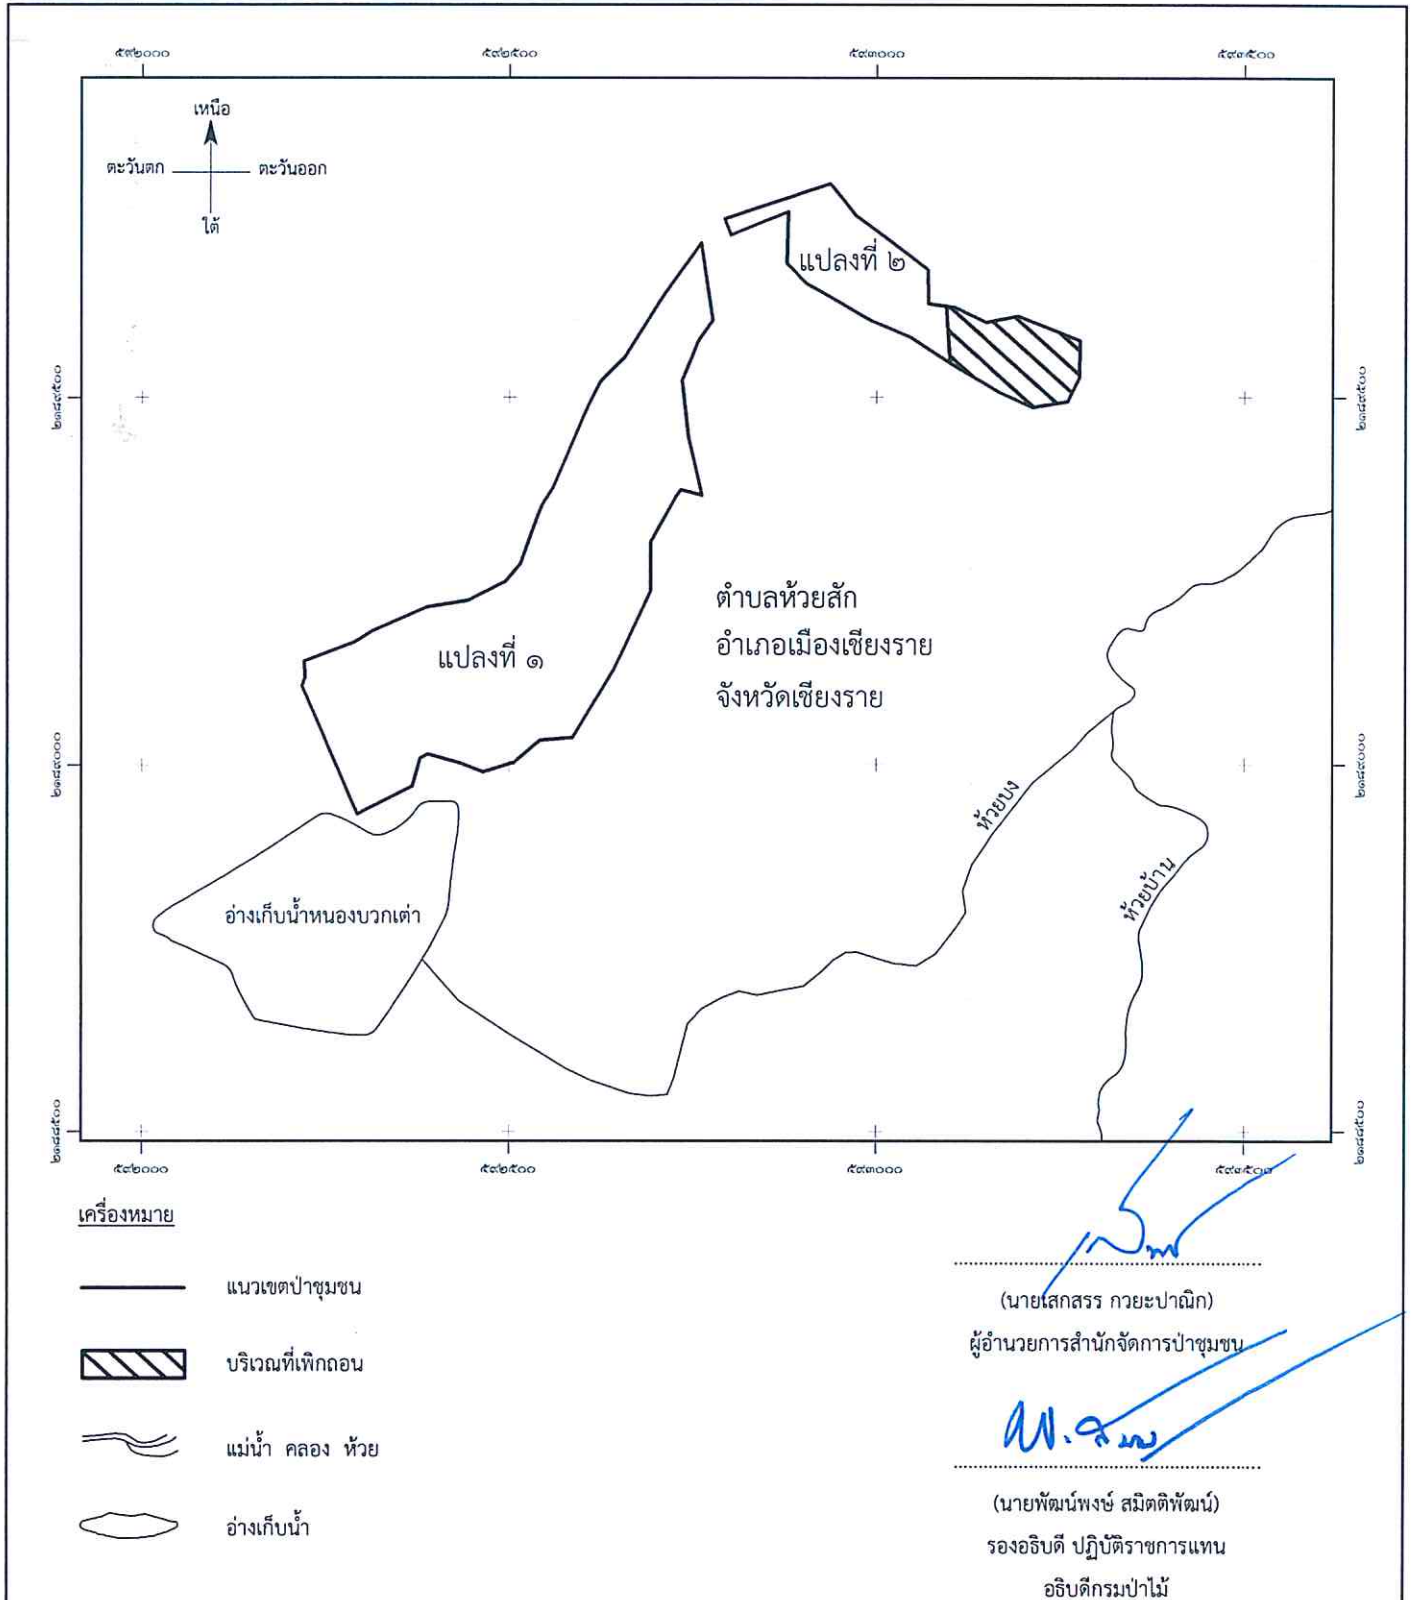 ๕๙๒๐๐๐ ๕๙๒๕๐๐ ๕๙๓๐๐๐ ๕๙๓๕๐๐
เหนือ
ตะวันตก ตะวันออก
ใต้
แปลงที่ ๒
๒๑๘๙๕๐๐ ๒๑๘๙๕๐๐
ตำบลห้วยสัก
อำเภอเมืองเชียงราย
จังหวัดเชียงราย
แปลงที่ ๑
๒๑๘๙๐๐๐ ๒๑๘๙๐๐๐
ห้วยบง
ห้วยบ้าน
อ่างเก็บน้ำหนองบวกเต่า
๒๑๘๘๕๐๐ ๒๑๘๘๕๐๐
๕๙๒๐๐๐ ๕๙๒๕๐๐ ๕๙๓๐๐๐ ๕๙๓๕๐๐
เครื่องหมาย
แนวเขตป่าชุมชน
บริเวณที่เพิกถอน
แม่น้ำ คลอง ห้วย
อ่างเก็บน้ำ
(นายเสกสรร กวยะปาณิก)
ผู้อำนวยการสำนักจัดการป่าชุมชน
(นายพัฒน์พงษ์ สมิตติพัฒน์)
รองอธิบดี ปฏิบัติราชการแทน
อธิบดีกรมป่าไม้